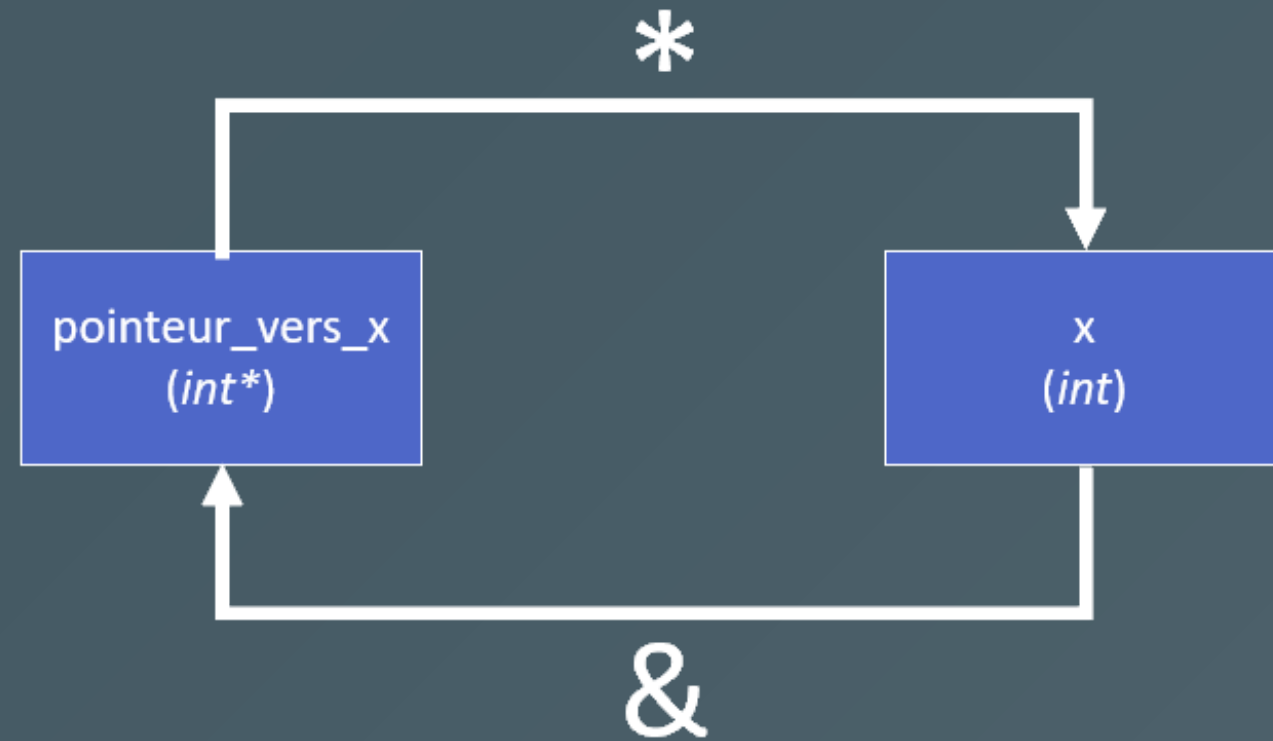 *
pointeur_vers_x
(int*)
x
(int)
&